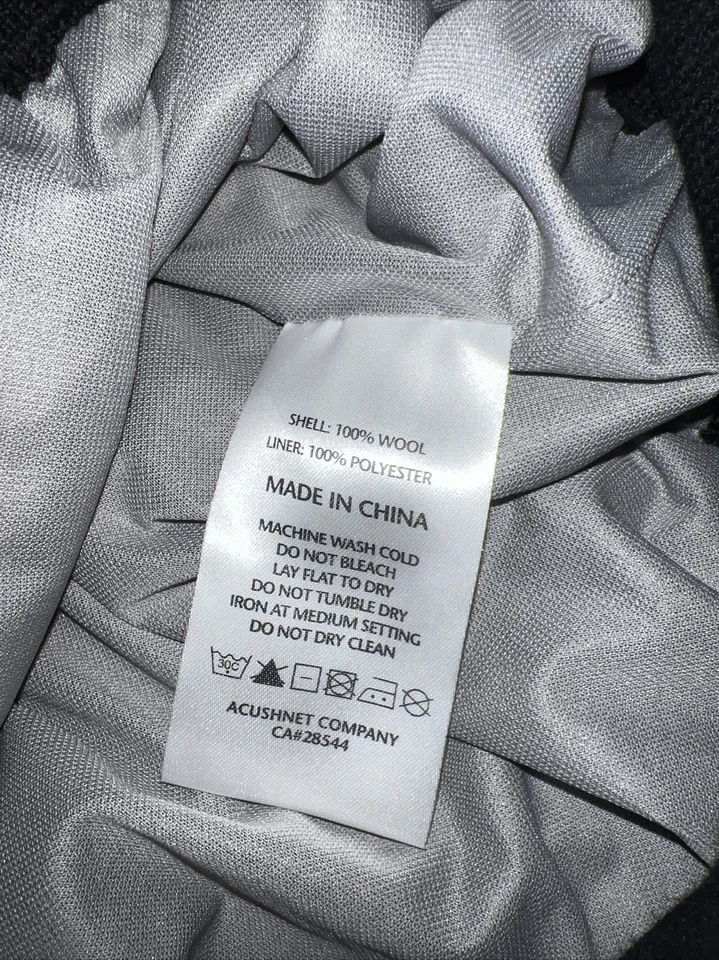 SHELL: 100% WOOL
LINER: 100% POLYESTER
MADE IN CHINA
MACHINE WASH COLD
DO NOT BLEACH
LAY FLAT TO DRY
DO NOT TUMBLE DRY
IRON AT MEDIUM SETTING
DO NOT DRY CLEAN
30C
ACUSHNET COMPANY
CA#28544